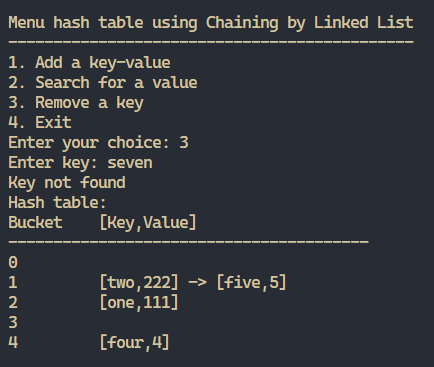 Menu hash table using Chaining by Linked List
---------------------------------------------
1. Add a key-value
2. Search for a value
3. Remove a key
4. Exit
Enter your choice: 3
Enter key: seven
Key not found
Hash table:
Bucket    [Key,Value]
----------------------------------------
0
1         [two,222] -> [five,5]
2         [one,111]
3
4         [four,4]